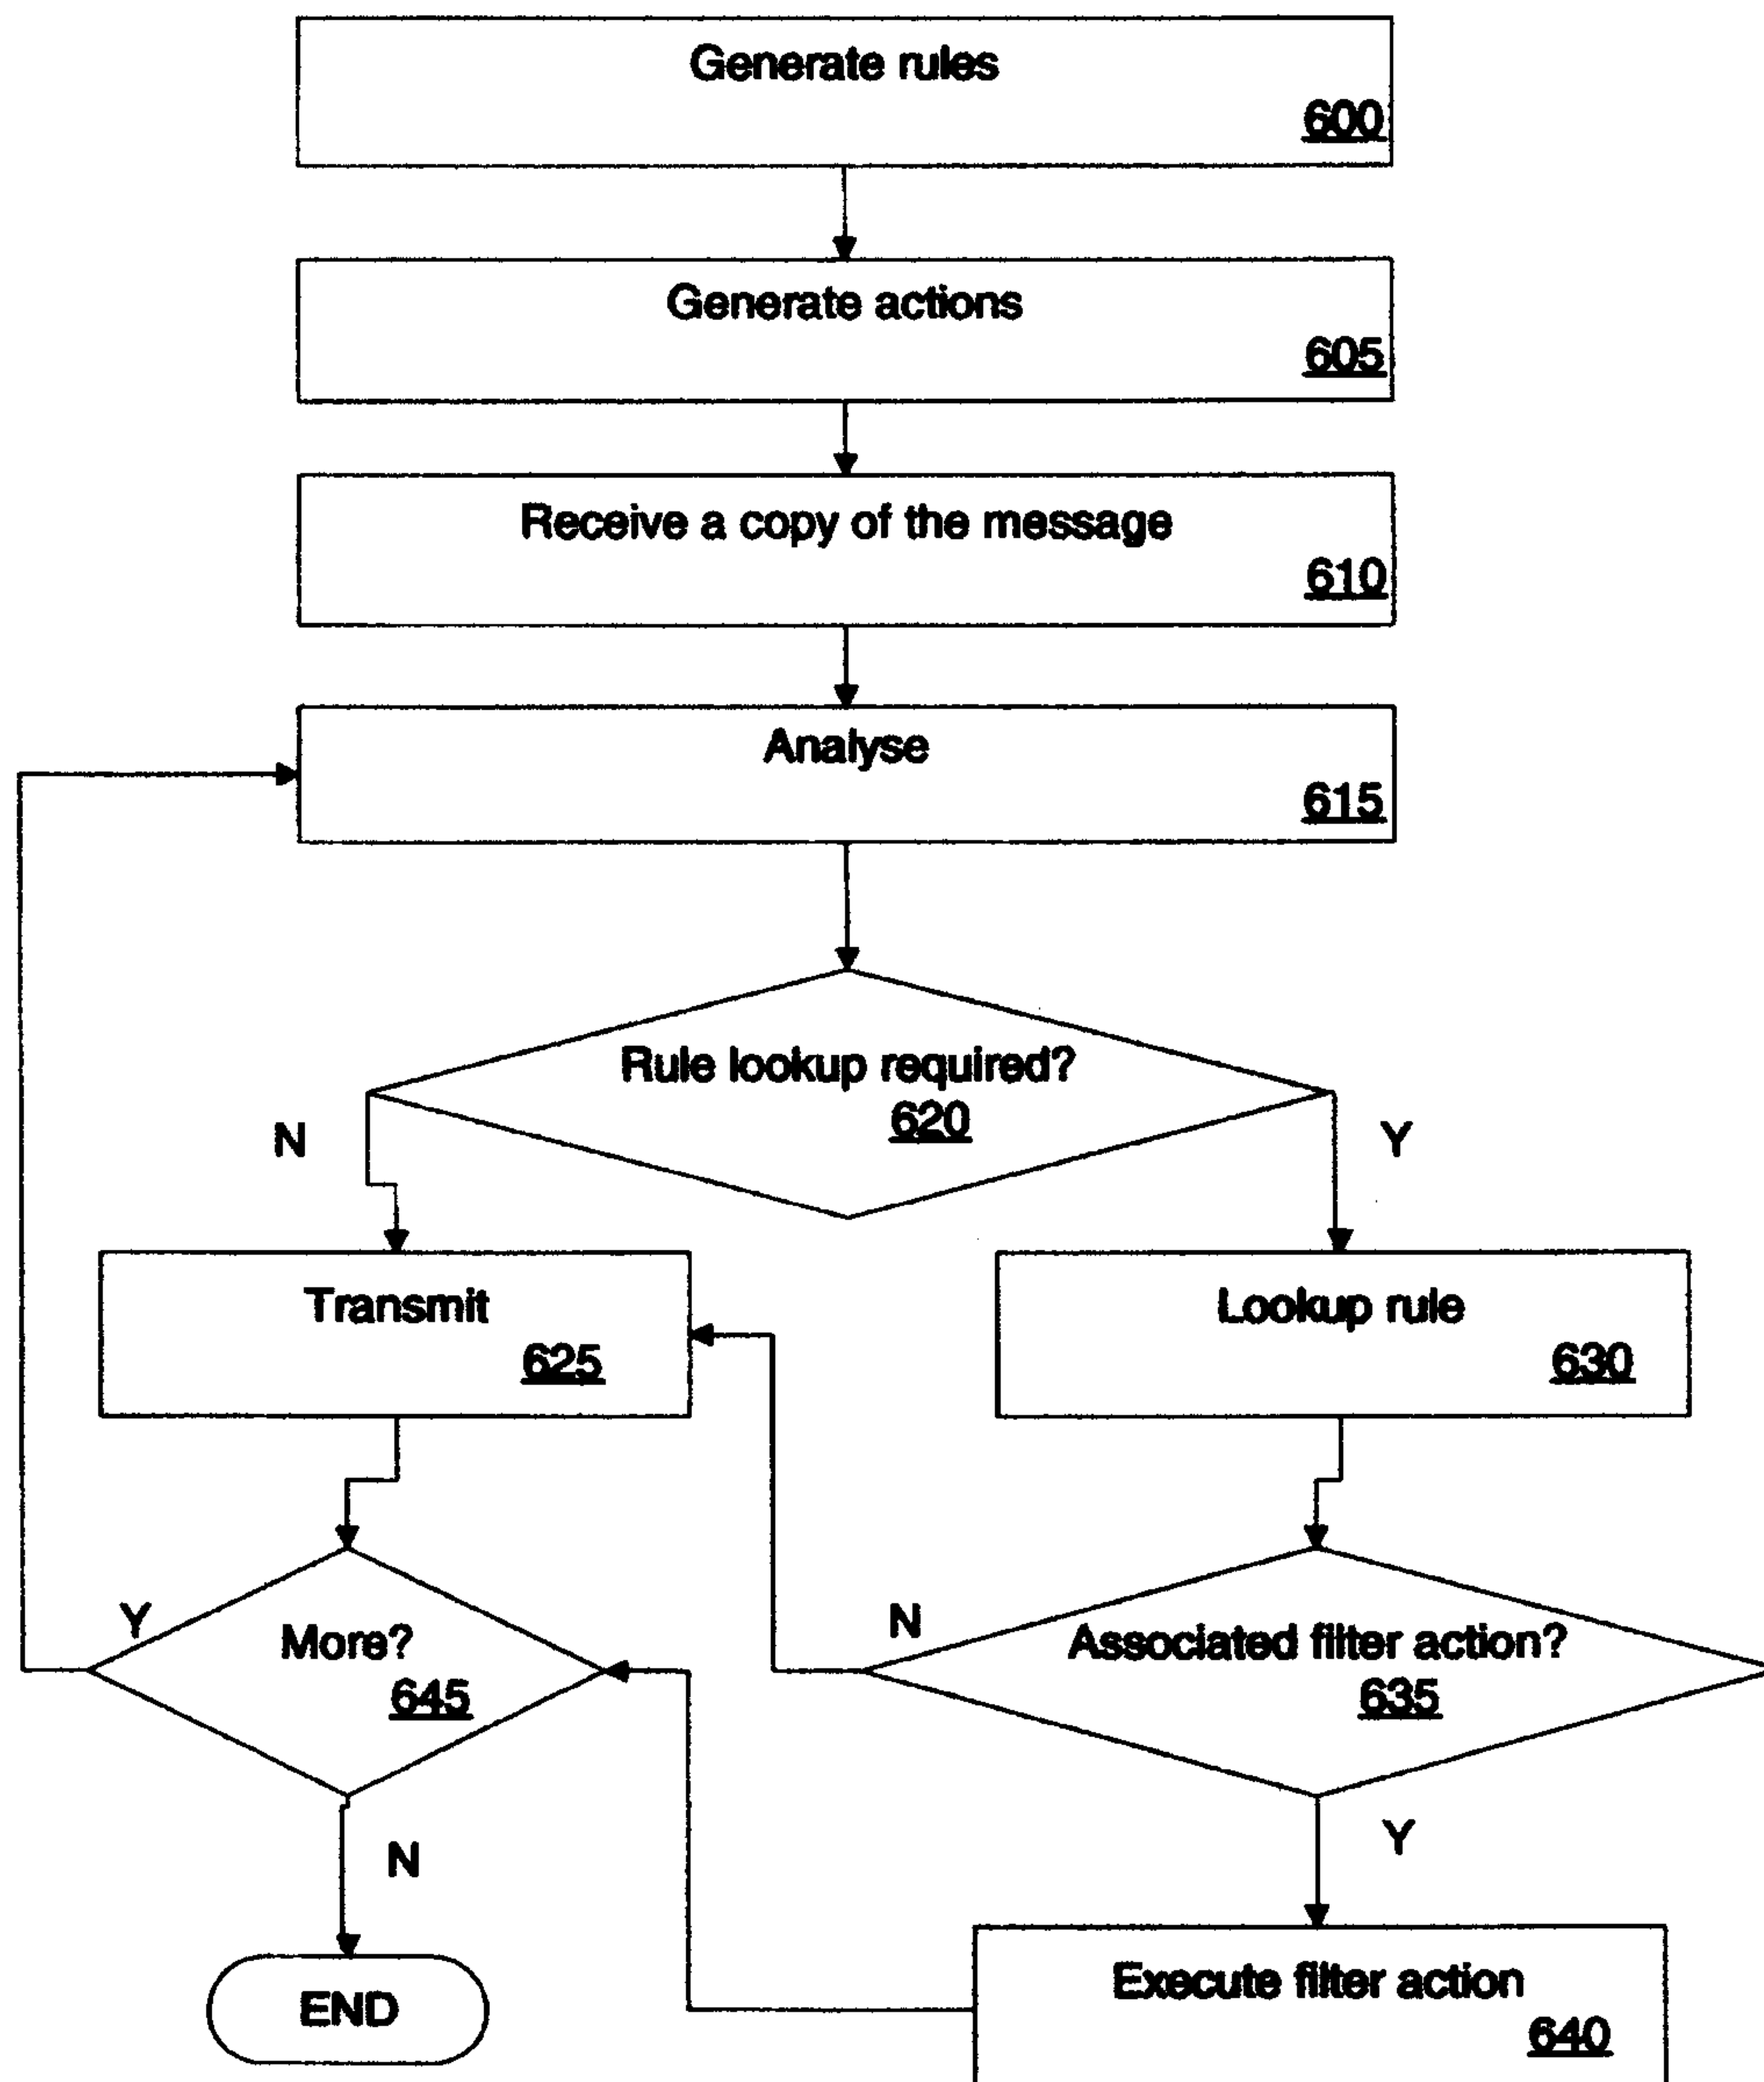 Generate rules
600
Generate actions
605
Receive a copy of the message
610
Analyse
615
Rule lookup required?
620
N
Y
Transmit
625
Lookup rule
630
Y
More?
645
N
Associated filter action?
635
N
Y
END
Execute filter action
640